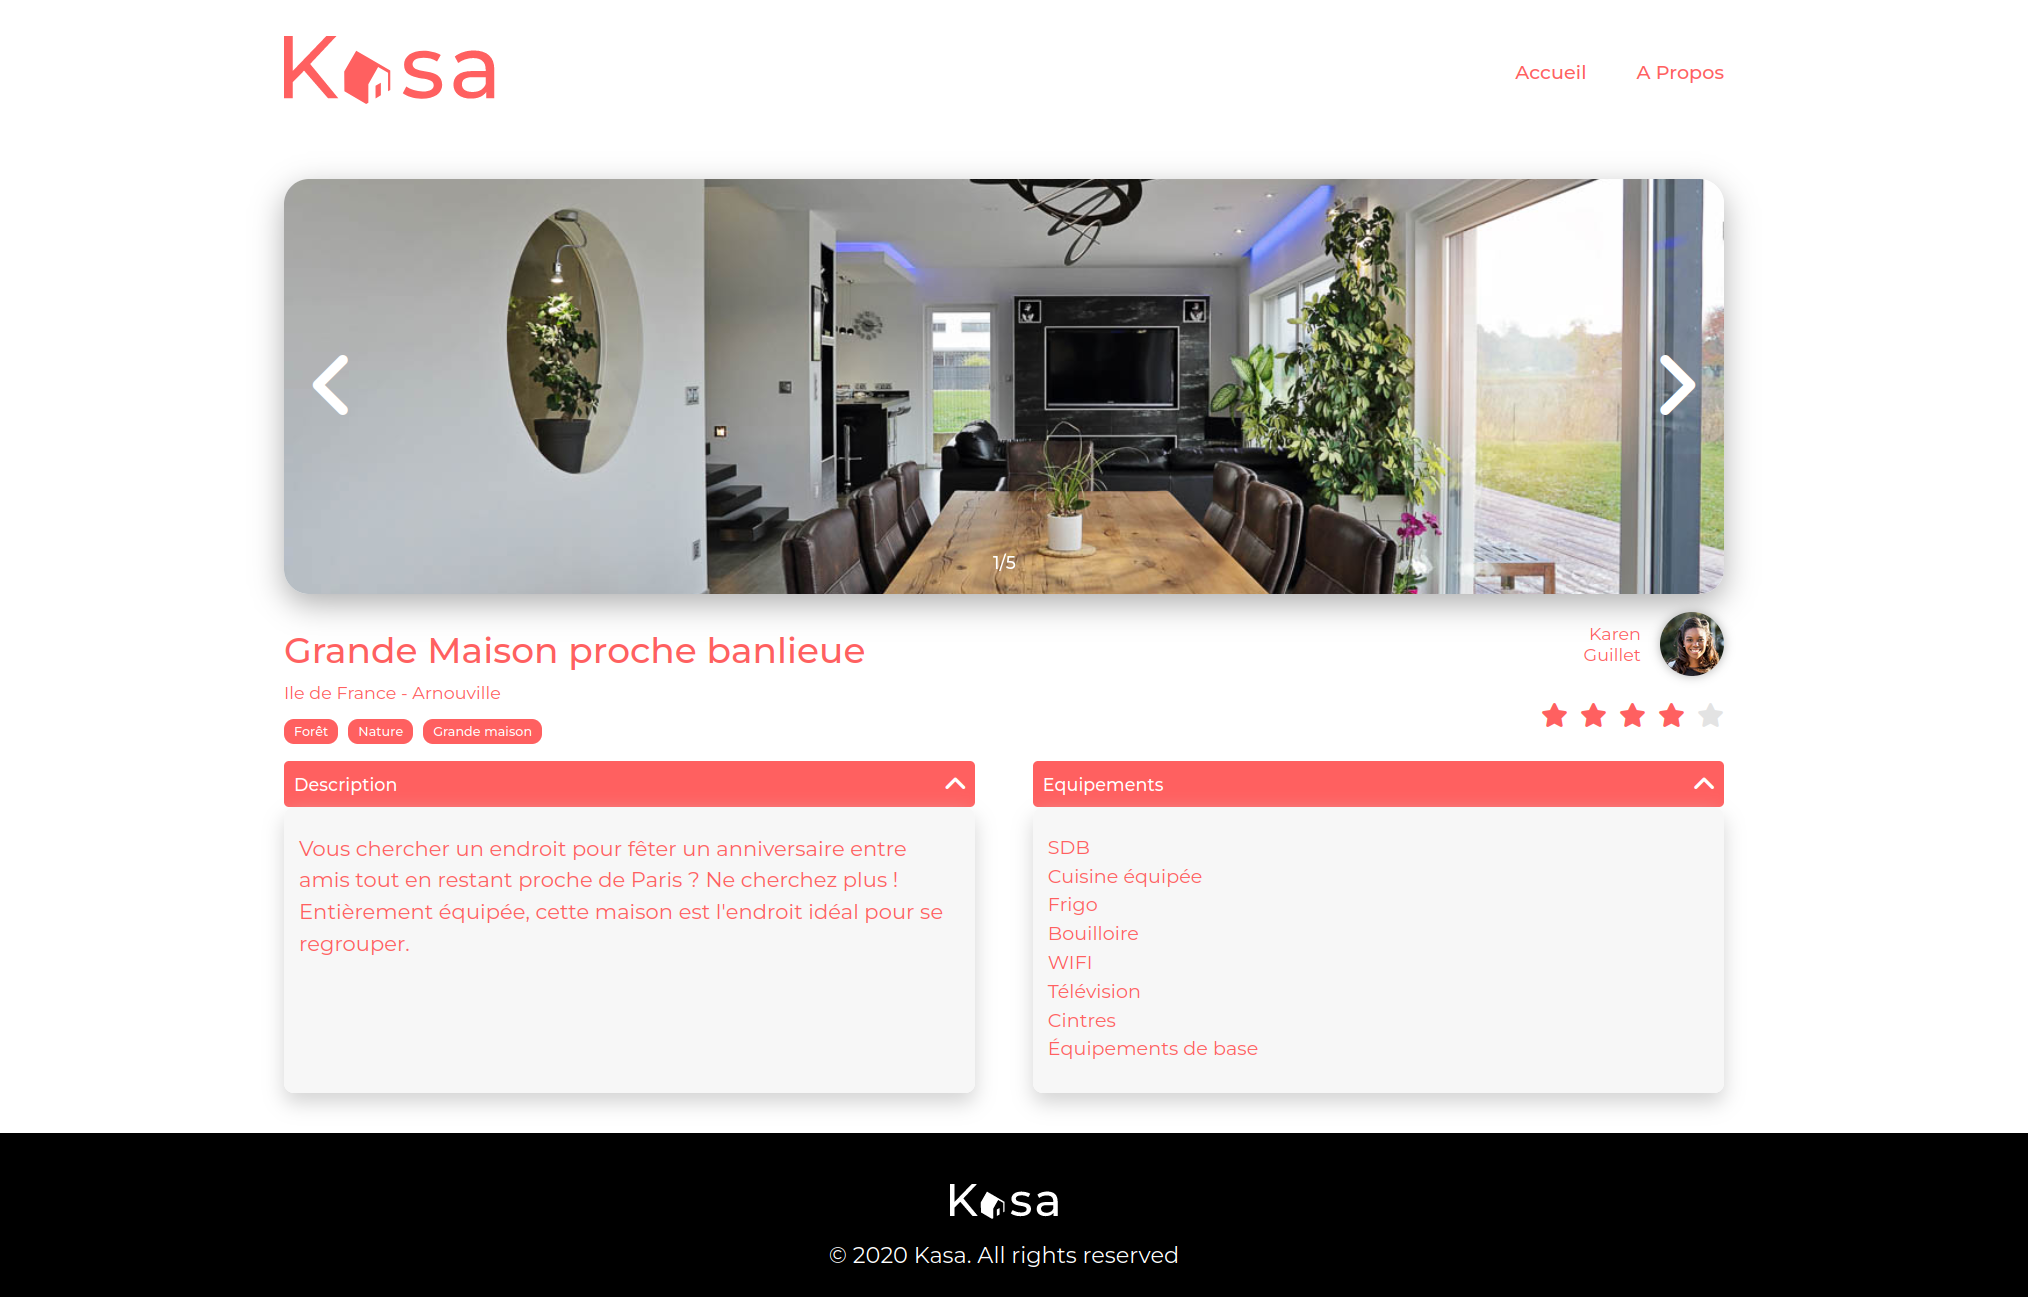 Kasa
Accueil
A Propos
1/5
Grande Maison proche banlieue
Karen
Guillet
Ile de France - Arnouville
Forêt
Nature
Grande maison
Description
Vous chercher un endroit pour fêter un anniversaire entre
amis tout en restant proche de Paris ? Ne cherchez plus !
Entièrement équipée, cette maison est l'endroit idéal pour se
regrouper.
Equipements
SDB
Cuisine équipée
Frigo
Bouilloire
WIFI
Télévision
Cintres
Équipements de base
Kasa
© 2020 Kasa. All rights reserved